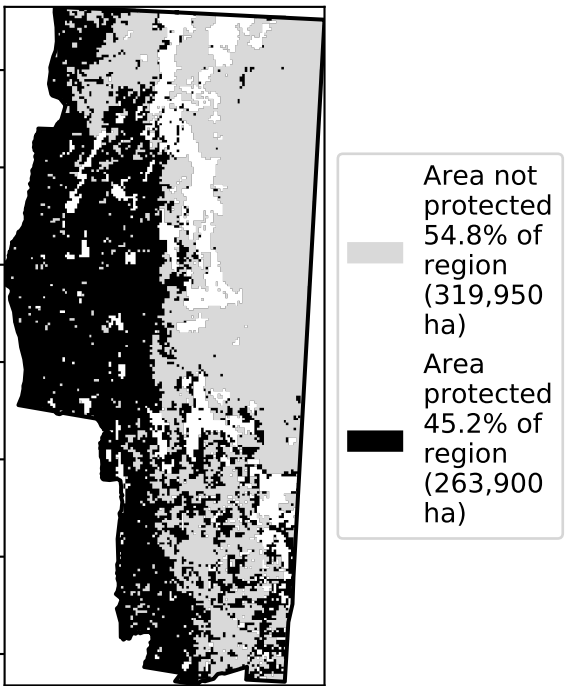 Area not
protected
54.8% of
region
(319,950
ha)
Area
protected
45.2% of
region
(263,900
ha)